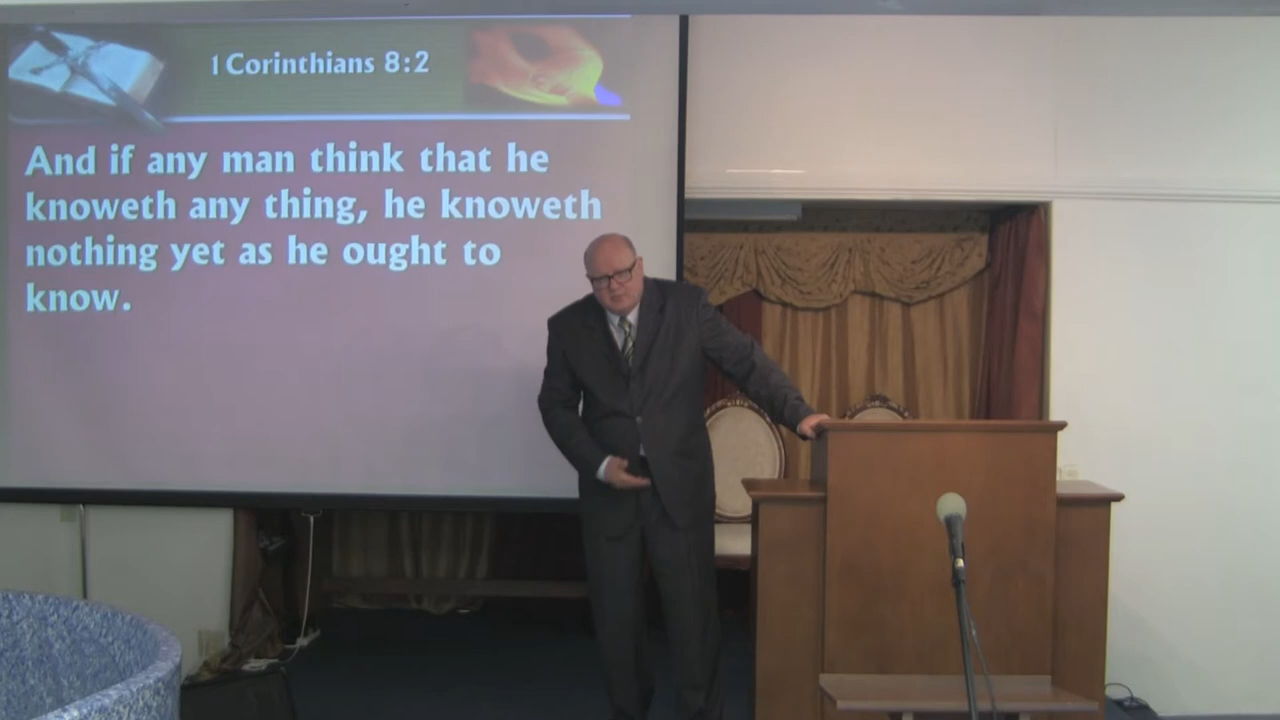 1 Corinthians 8:2
And if any man think that he
knoweth any thing, he knoweth
nothing yet as he ought to
know.